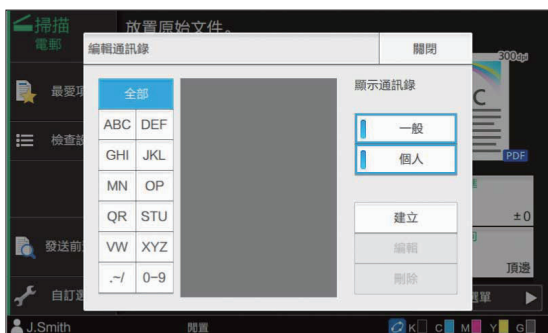 掃描
電郵
放置原始文件。
編輯通訊錄
關閉
300dpi
最愛項
全部
顯示通訊錄
C
ABC DEF
一般
檢查設
GHI JKL
個人
PDF
MN OP
QR STU
建立
±0
VW XYZ
編輯
發送前
.~/ 0~9
刪除
頂邊
自訂選
選單
J.Smith
閒置
K C M Y G